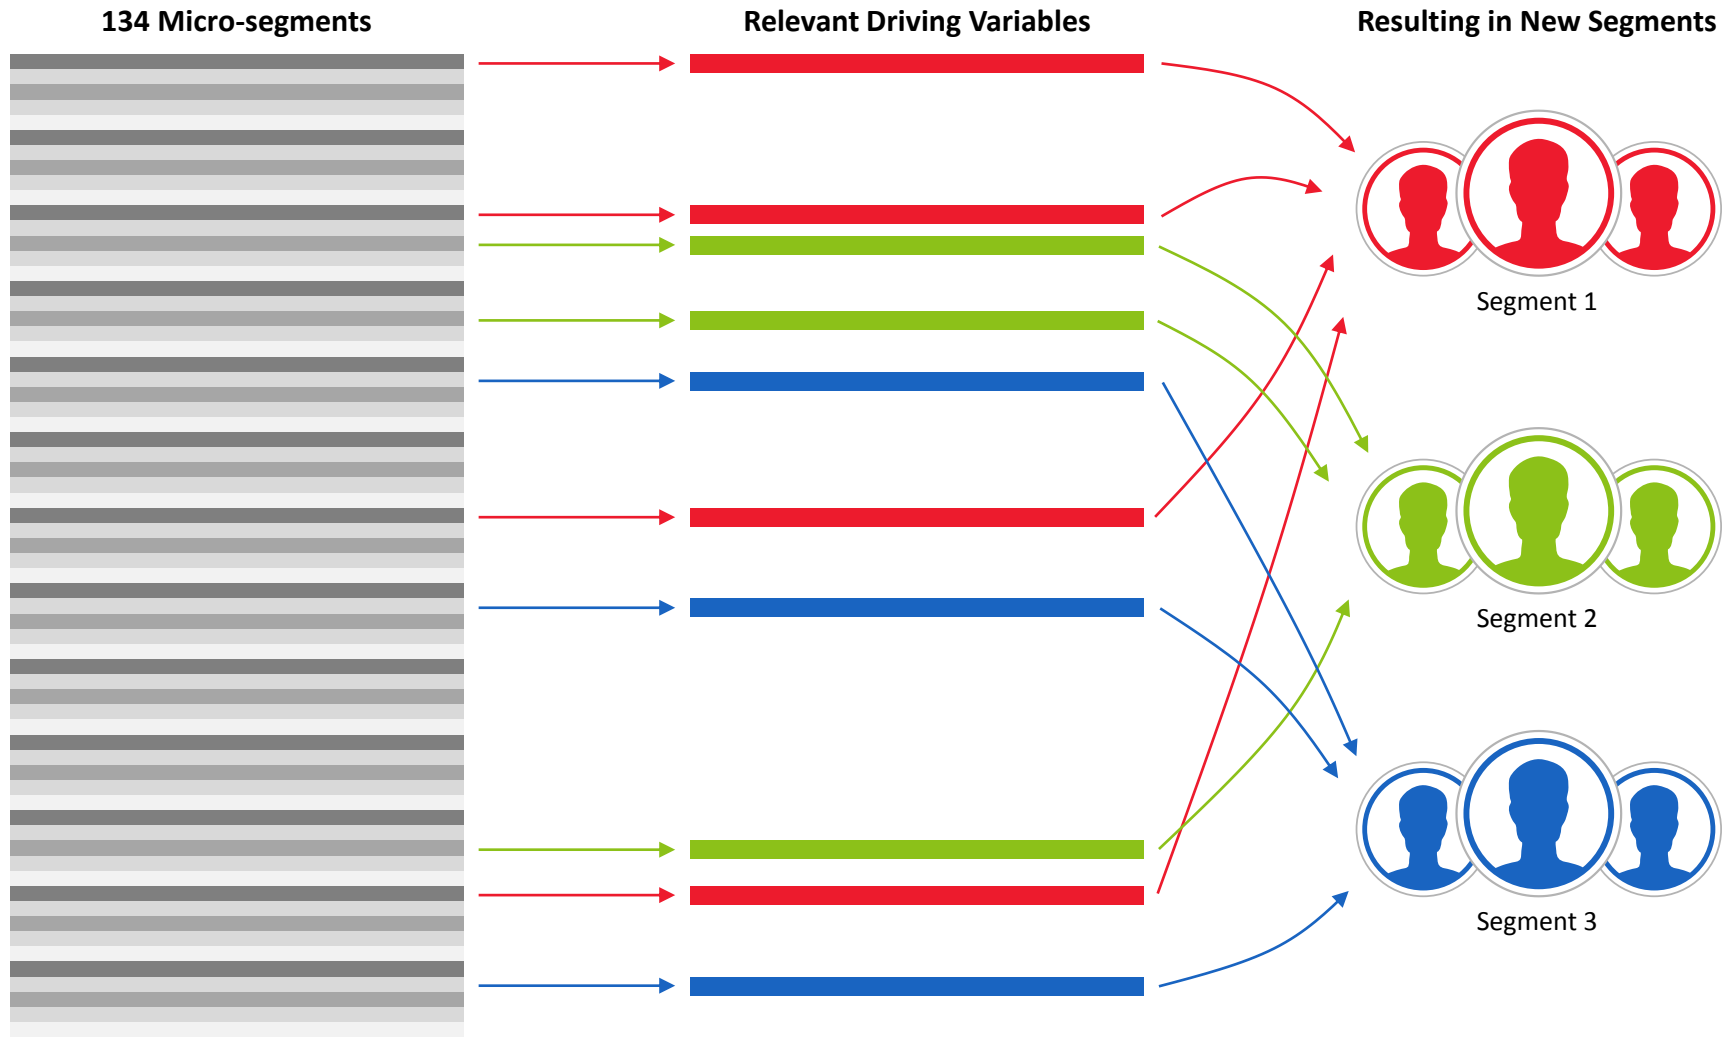 134 Micro-segments
Relevant Driving Variables
Resulting in New Segments
Segment 1
Segment 2
Segment 3